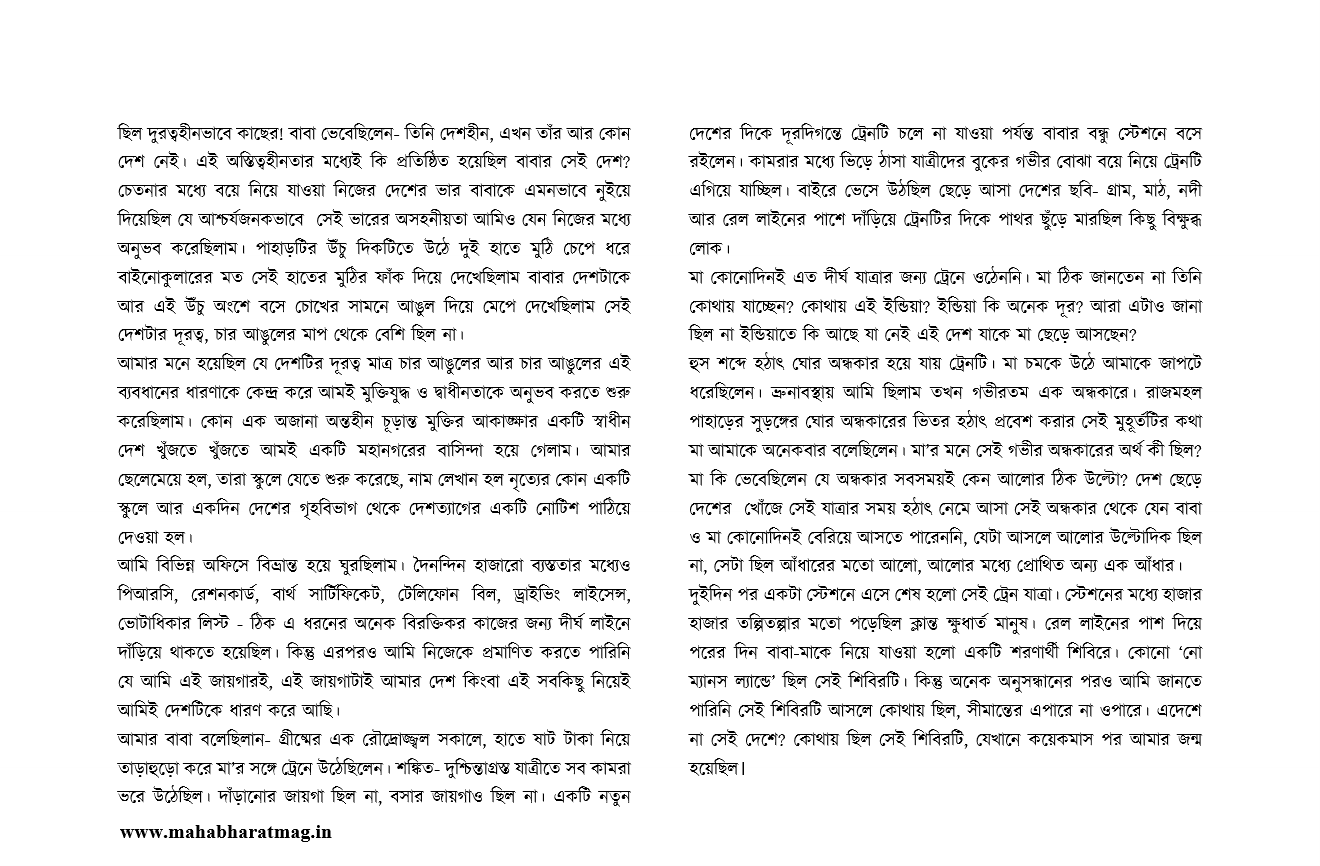 ছিল দুরত্বহীনভাবে কাছের! বাবা ভেবেছিলেন- তিনি দেশহীন, এখন তাঁর আর কোন
দেশ নেই। এই অস্তিত্বহীনতার মধ্যেই কি প্রতিষ্ঠিত হয়েছিল বাবার সেই দেশ?
চেতনার মধ্যে বয়ে নিয়ে যাওয়া নিজের দেশের ভার বাবাকে এমনভাবে নুইয়ে
দিয়েছিল যে আশ্চর্যজনকভাবে সেই ভারের অসহনীয়তা আমিও যেন নিজের মধ্যে
অনুভব করেছিলাম। পাহাড়টির উঁচু দিকটিতে উঠে দুই হাতে মুঠি চেপে ধরে
বাইনোকুলারের মত সেই হাতের মুঠির ফাঁক দিয়ে দেখেছিলাম বাবার দেশটাকে
আর এই উঁচু অংশে বসে চোখের সামনে আঙুল দিয়ে মেপে দেখেছিলাম সেই
দেশটার দূরত্ব, চার আঙুলের মাপ থেকে বেশি ছিল না।
আমার মনে হয়েছিল যে দেশটির দূরত্ব মাত্র চার আঙুলের আর চার আঙুলের এই
ব্যবধানের ধারণাকে কেন্দ্র করে আমই মুক্তিযুদ্ধ ও দ্বাধীনতাকে অনুভব করতে শুরু
করেছিলাম। কোন এক অজানা অন্তহীন চূড়ান্ত মুক্তির আকাঙ্ক্ষার একটি স্বাধীন
দেশ খুঁজতে খুঁজতে আমই একটি মহানগরের বাসিন্দা হয়ে গেলাম। আমার
ছেলেমেয়ে হল, তারা স্কুলে যেতে শুরু করেছে, নাম লেখান হল নৃত্যের কোন একটি
স্কুলে আর একদিন দেশের গৃহবিভাগ থেকে দেশত্যাগের একটি নোটিশ পাঠিয়ে
দেওয়া হল।
আমি বিভিন্ন অফিসে বিভ্রান্ত হয়ে ঘুরছিলাম। দৈনন্দিন হাজারো ব্যস্ততার মধ্যেও
পিআরসি, রেশনকার্ড, বার্থ সার্টিফিকেট, টেলিফোন বিল, ড্রাইভিং লাইসেন্স,
ভোটাধিকার লিস্ট - ঠিক এ ধরনের অনেক বিরক্তিকর কাজের জন্য দীর্ঘ লাইনে
দাঁড়িয়ে থাকতে হয়েছিল। কিন্তু এরপরও আমি নিজেকে প্রমাণিত করতে পারিনি
যে আমি এই জায়গারই, এই জায়গাটাই আমার দেশ কিংবা এই সবকিছু নিয়েই
আমিই দেশটিকে ধারণ করে আছি।
আমার বাবা বলেছিলান- গ্রীষ্মের এক রৌদ্রোজ্জ্বল সকালে, হাতে ষাট টাকা নিয়ে
তাড়াহুড়ো করে মা’র সঙ্গে ট্রেনে উঠেছিলেন। শঙ্কিত- দুশ্চিন্তাগ্রস্ত যাত্রীতে সব কামরা
ভরে উঠেছিল। দাঁড়ানোর জায়গা ছিল না, বসার জায়গাও ছিল না। একটি নতুন
www.mahabharatmag.in
দেশের দিকে দূরদিগন্তে ট্রেনটি চলে না যাওয়া পর্যন্ত বাবার বন্ধু স্টেশনে বসে
রইলেন। কামরার মধ্যে ভিড়ে ঠাসা যাত্রীদের বুকের গভীর বোঝা বয়ে নিয়ে ট্রেনটি
এগিয়ে যাচ্ছিল। বাইরে ভেসে উঠছিল ছেড়ে আসা দেশের ছবি- গ্রাম, মাঠ, নদী
আর রেল লাইনের পাশে দাঁড়িয়ে ট্রেনটির দিকে পাথর ছুঁড়ে মারছিল কিছু বিক্ষুব্ধ
লোক।
মা কোনোদিনই এত দীর্ঘ যাত্রার জন্য ট্রেনে ওঠেননি। মা ঠিক জানতেন না তিনি
কোথায় যাচ্ছেন? কোথায় এই ইন্ডিয়া? ইন্ডিয়া কি অনেক দূর? আরা এটাও জানা
ছিল না ইন্ডিয়াতে কি আছে যা নেই এই দেশ যাকে মা ছেড়ে আসছেন?
হুস শব্দে হঠাৎ ঘোর অন্ধকার হয়ে যায় ট্রেনটি। মা চমকে উঠে আমাকে জাপটে
ধরেছিলেন। ভ্রুনাবস্থায় আমি ছিলাম তখন গভীরতম এক অন্ধকারে। রাজমহল
পাহাড়ের সুড়ঙ্গের ঘোর অন্ধকারের ভিতর হঠাৎ প্রবেশ করার সেই মুহূর্তটির কথা
মা আমাকে অনেকবার বলেছিলেন। মা’র মনে সেই গভীর অন্ধকারের অর্থ কী ছিল?
মা কি ভেবেছিলেন যে অন্ধকার সবসময়ই কেন আলোর ঠিক উল্টো? দেশ ছেড়ে
দেশের খোঁজে সেই যাত্রার সময় হঠাৎ নেমে আসা সেই অন্ধকার থেকে যেন বাবা
ও মা কোনোদিনই বেরিয়ে আসতে পারেননি, যেটা আসলে আলোর উল্টোদিক ছিল
না, সেটা ছিল আঁধারের মতো আলো, আলোর মধ্যে প্রোথিত অন্য এক আঁধার।
দুইদিন পর একটা স্টেশনে এসে শেষ হলো সেই ট্রেন যাত্রা। স্টেশনের মধ্যে হাজার
হাজার তল্পিতল্পার মতো পড়েছিল ক্লান্ত ক্ষুধার্ত মানুষ। রেল লাইনের পাশ দিয়ে
পরের দিন বাবা-মাকে নিয়ে যাওয়া হলো একটি শরণার্থী শিবিরে। কোনো ‘নো
ম্যানস ল্যান্ডে’ ছিল সেই শিবিরটি। কিন্তু অনেক অনুসন্ধানের পরও আমি জানতে
পারিনি সেই শিবিরটি আসলে কোথায় ছিল, সীমান্তের এপারে না ওপারে। এদেশে
না সেই দেশে? কোথায় ছিল সেই শিবিরটি, যেখানে কয়েকমাস পর আমার জন্ম
হয়েছিল।